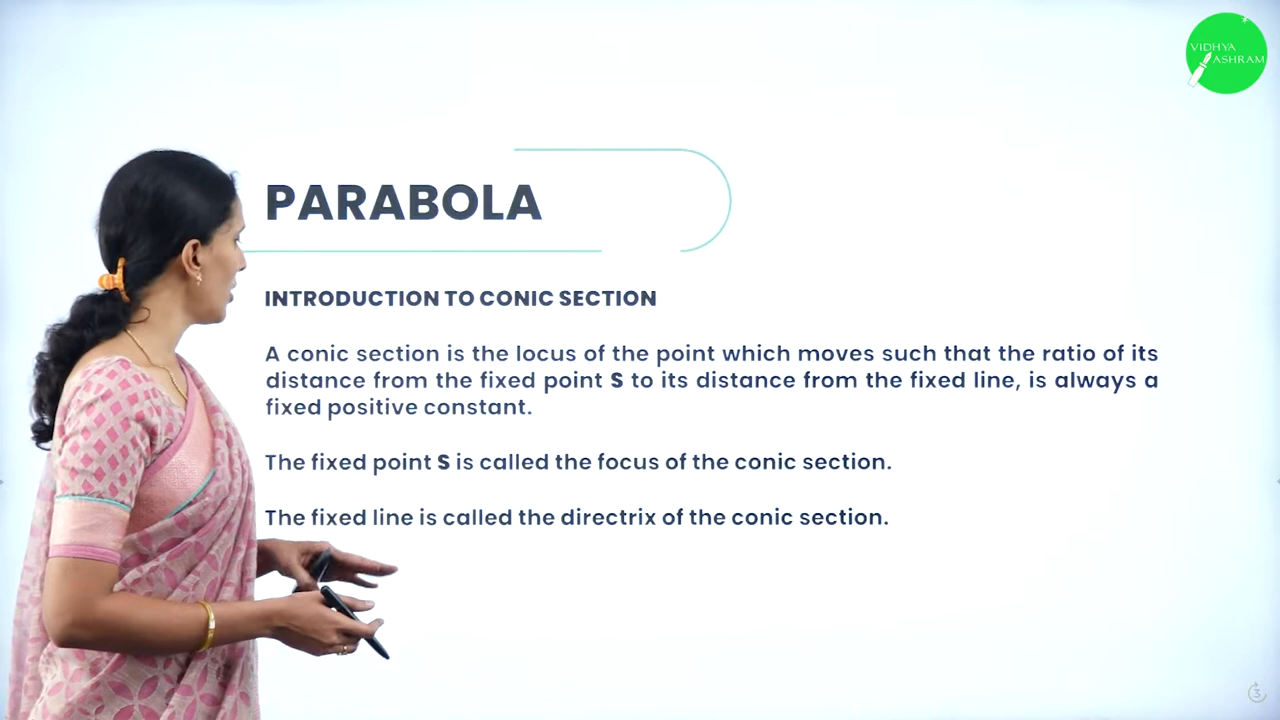 VIDHYA
ASHRAM
PARABOLA
INTRODUCTION TO CONIC SECTION
A conic section is the locus of the point which moves such that the ratio of its
distance from the fixed point S to its distance from the fixed line, is always a
fixed positive constant.
The fixed point S is called the focus of the conic section.
The fixed line is called the directrix of the conic section.
3